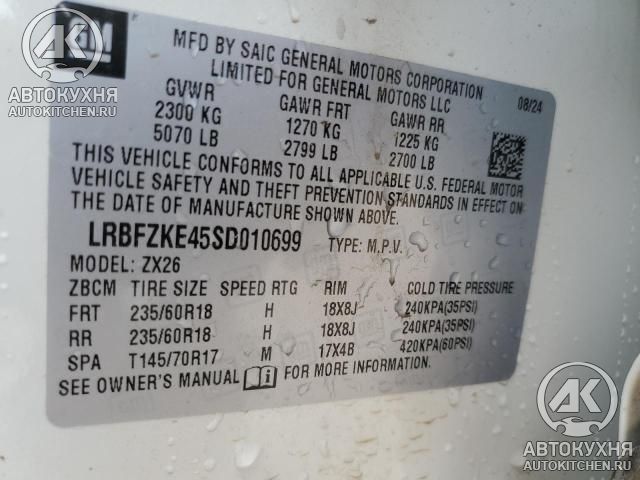 GM
АВТОКУХНЯ
AUTOKITCHEN.RU
MFD BY SAIC GENERAL MOTORS CORPORATION
LIMITED FOR GENERAL MOTORS LLC
08/24
GVWR GAWR FRT GAWR RR
2300 KG 1270 KG 1225 KG
5070 LB 2799 LB 2700 LB
THIS VEHICLE CONFORMS TO ALL APPLICABLE U.S. FEDERAL MOTOR
VEHICLE SAFETY AND THEFT PREVENTION STANDARDS IN EFFECT ON
THE DATE OF MANUFACTURE SHOWN ABOVE.
LRBFZKE45SD010699 TYPE: M.P.V.
MODEL: ZX26
ZBCM TIRE SIZE SPEED RTG RIM COLD TIRE PRESSURE
FRT 235/60R18 H 18X8J 240KPA(35PSI)
RR 235/60R18 H 18X8J 240KPA(35PSI)
SPA T145/70R17 M 17X4B 420KPA(60PSI)
SEE OWNER'S MANUAL FOR MORE INFORMATION.
AK
АВТОКУХНЯ
AUTOKITCHEN.RU